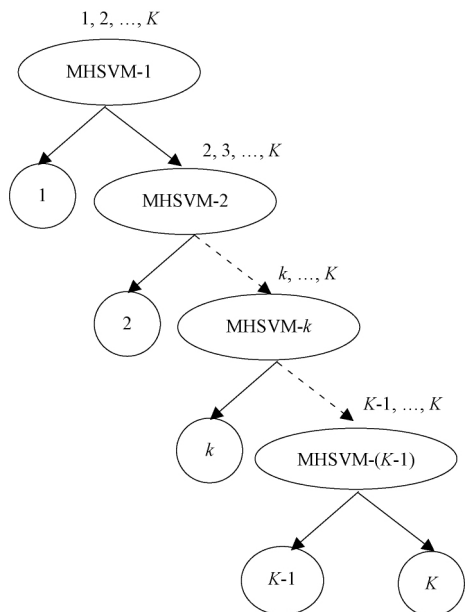 1, 2, …, K
MHSVM-1
2, 3, …, K
1
MHSVM-2
k, …, K
2
MHSVM-k
K-1, …, K
k
MHSVM-(K-1)
K-1
K